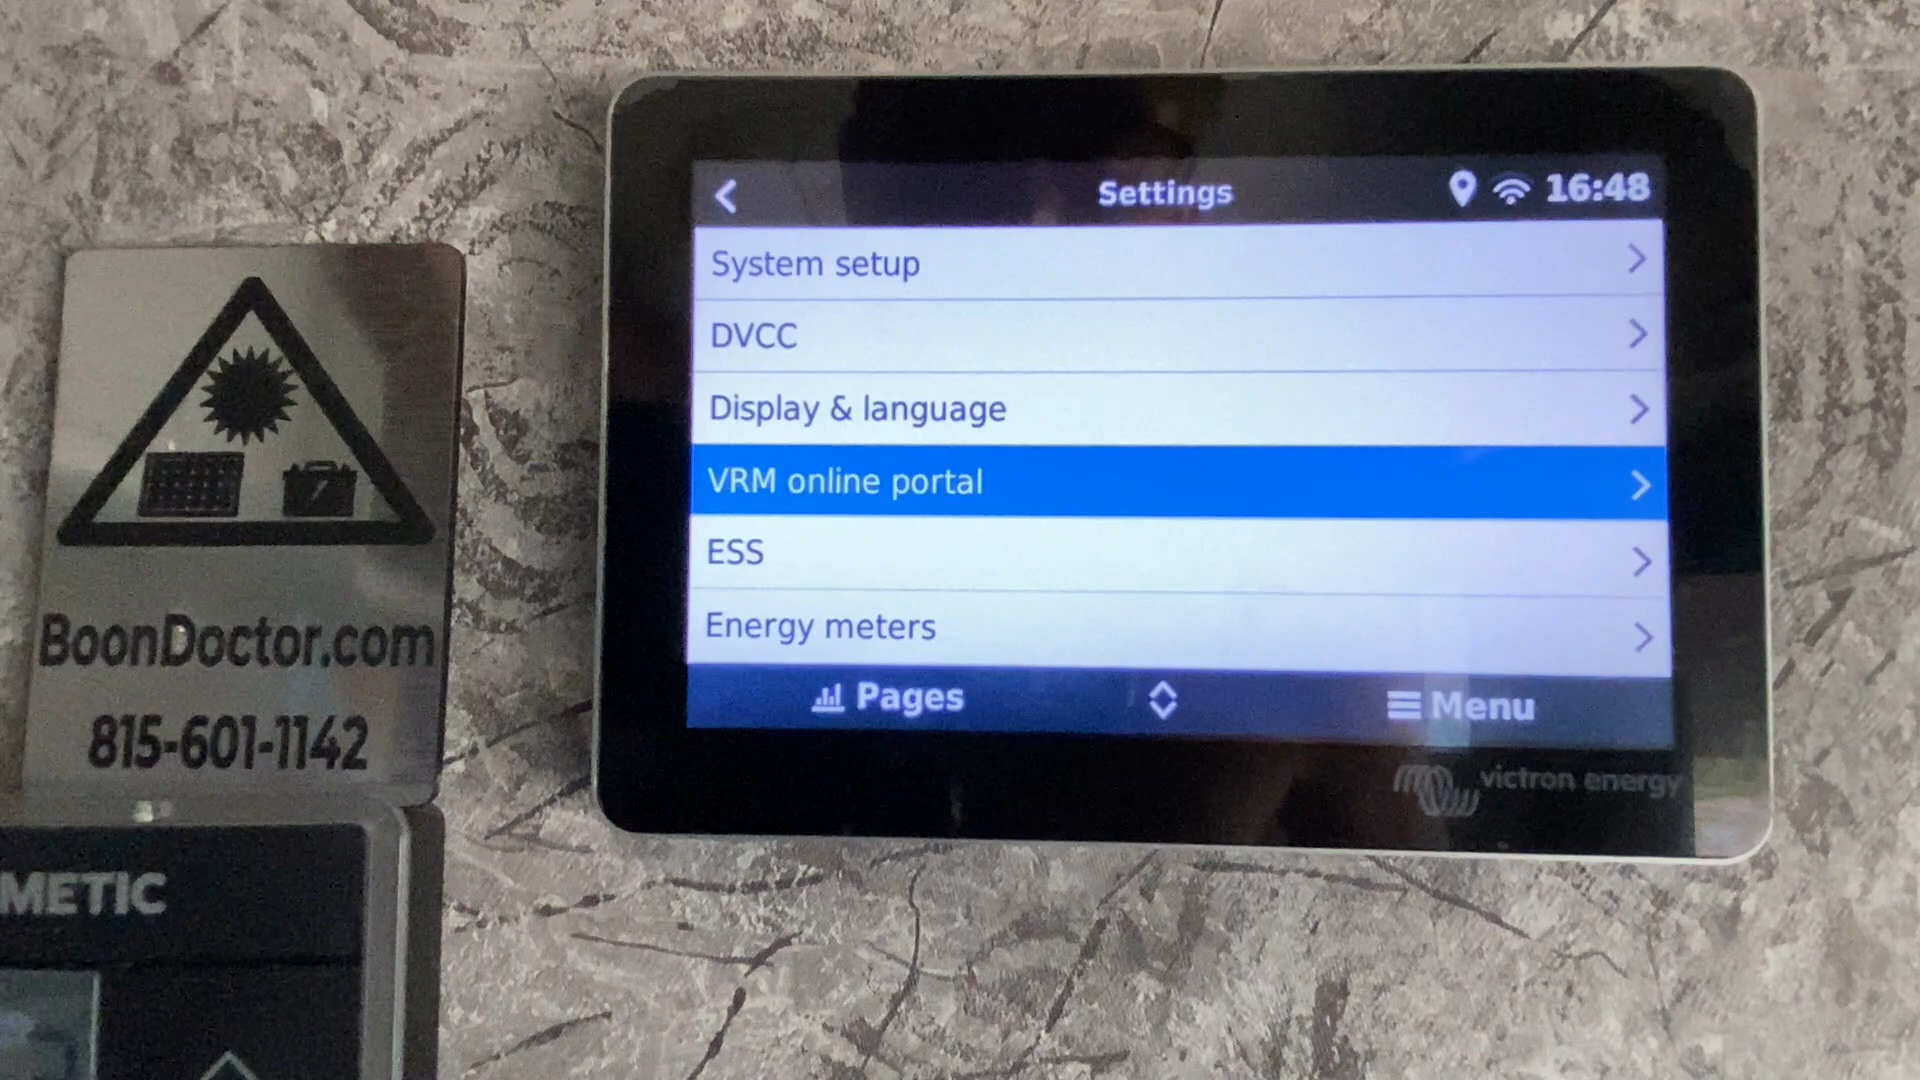 Settings
16:48
System setup
DVCC
Display & language
VRM online portal
ESS
Energy meters
Pages
Menu
victron energy
BoonDoctor.com
815-601-1142
METIC